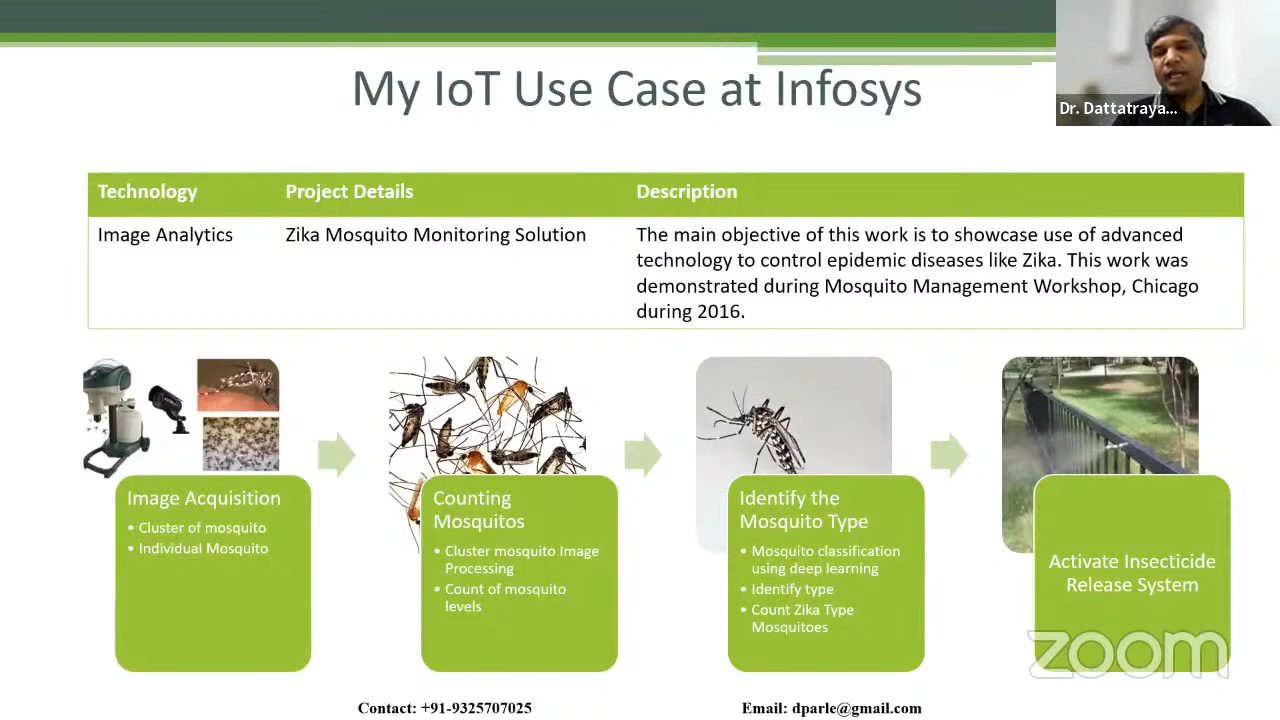 My IoT Use Case at Infosys
Dr. Dattatraya...
Technology Project Details Description
Image Analytics Zika Mosquito Monitoring Solution The main objective of this work is to showcase use of advanced
technology to control epidemic diseases like Zika. This work was
demonstrated during Mosquito Management Workshop, Chicago
during 2016.
Image Acquisition
• Cluster of mosquito
• Individual Mosquito
Counting
Mosquitos
• Cluster mosquito Image
Processing
• Count of mosquito
levels
Identify the
Mosquito Type
• Mosquito classification
using deep learning
• Identify type
• Count Zika Type
Mosquitoes
Activate Insecticide
Release System
zoom
Contact: +91-9325707025 Email: dparle@gmail.com